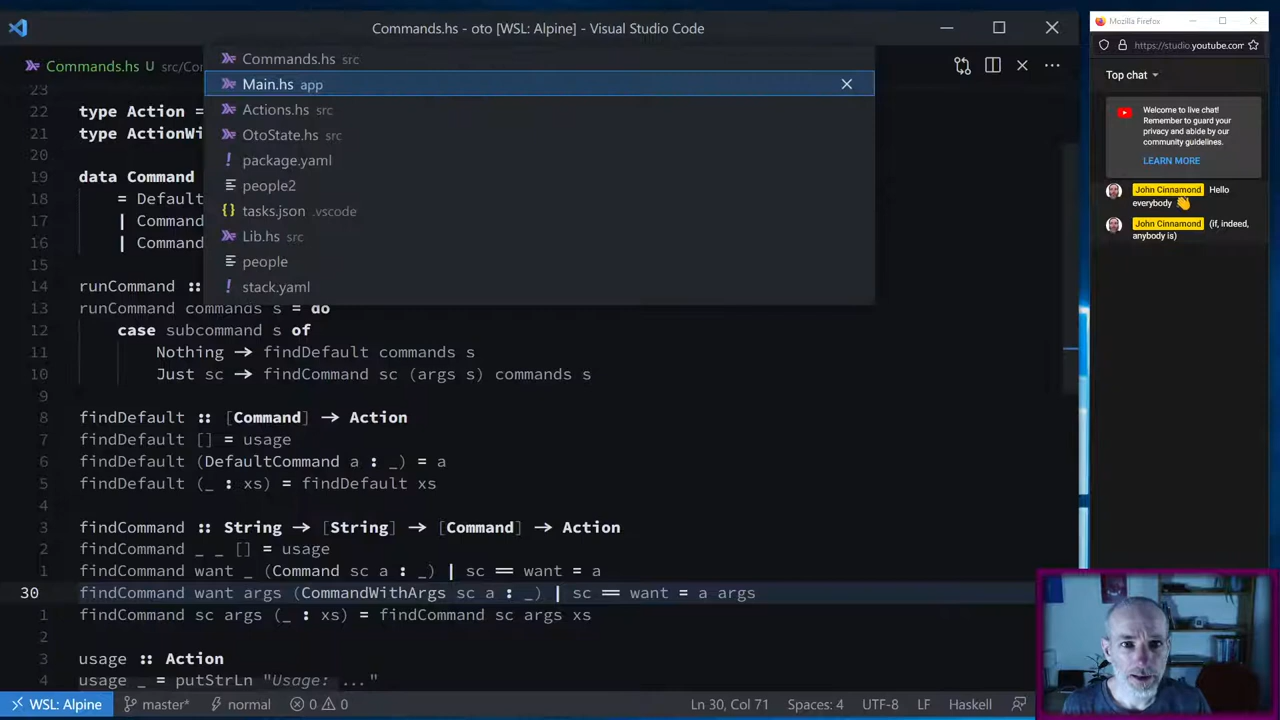 Commands.hs - oto [WSL: Alpine] - Visual Studio Code
Commands.hs U src/Co
Commands.hs src
Main.hs app
Actions.hs src
OtoState.hs src
package.yaml
people2
tasks.json .vscode
Lib.hs src
people
stack.yaml
23
22 type Action =
21 type ActionWi
20
19 data Command
18 = Default
17 | Command
16 | Command
15
14 runCommand ::
13 runCommand commands s = do
12 case subcommand s of
11 Nothing → findDefault commands s
10 Just sc → findCommand sc (args s) commands s
9
8 findDefault :: [Command] → Action
7 findDefault [] = usage
6 findDefault (DefaultCommand a : _) = a
5 findDefault (_ : xs) = findDefault xs
4
3 findCommand :: String → [String] → [Command] → Action
2 findCommand _ _ [] = usage
1 findCommand want _ (Command sc a : _) | sc == want = a
30 findCommand want args (CommandWithArgs sc a : _) | sc == want = a args
1 findCommand sc args (_ : xs) = findCommand sc args xs
2
3 usage :: Action
4 usage _ = putStrLn "Usage: ..."
WSL: Alpine master* normal 0 0 Ln 30, Col 71 Spaces: 4 UTF-8 LF Haskell
Mozilla Firefox
https://studio.youtube.com
Top chat
Welcome to live chat!
Remember to guard your
privacy and abide by our
community guidelines.
LEARN MORE
John Cinnamond Hello
everybody 👋
John Cinnamond (if, indeed,
anybody is)